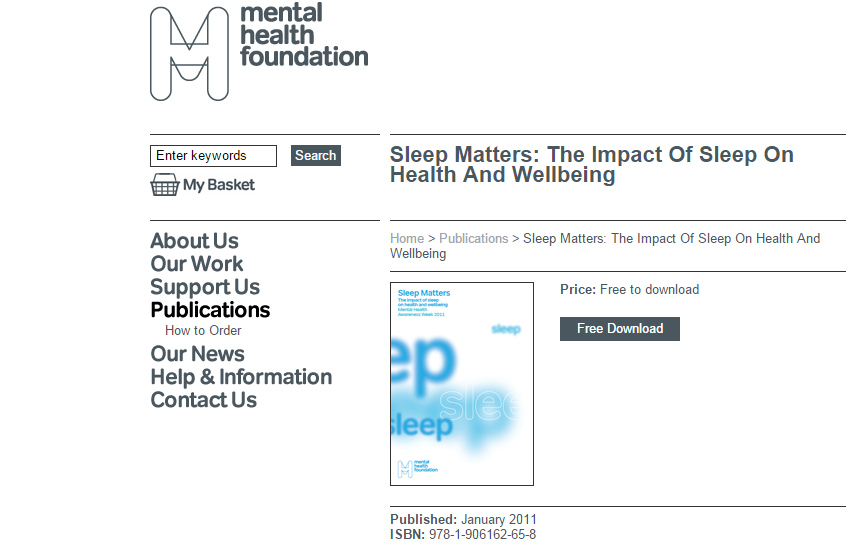 mental
health
foundation
Enter keywords
Search
My Basket
Sleep Matters: The Impact Of Sleep On
Health And Wellbeing
About Us
Our Work
Support Us
Publications
How to Order
Our News
Help & Information
Contact Us
Home > Publications > Sleep Matters: The Impact Of Sleep On Health And
Wellbeing
Sleep Matters
The impact of sleep
on health and wellbeing
Mental Health
Awareness Week 2011
sleep
eep
sleep
sleep
mental
health
foundation
Price: Free to download
Free Download
Published: January 2011
ISBN: 978-1-906162-65-8